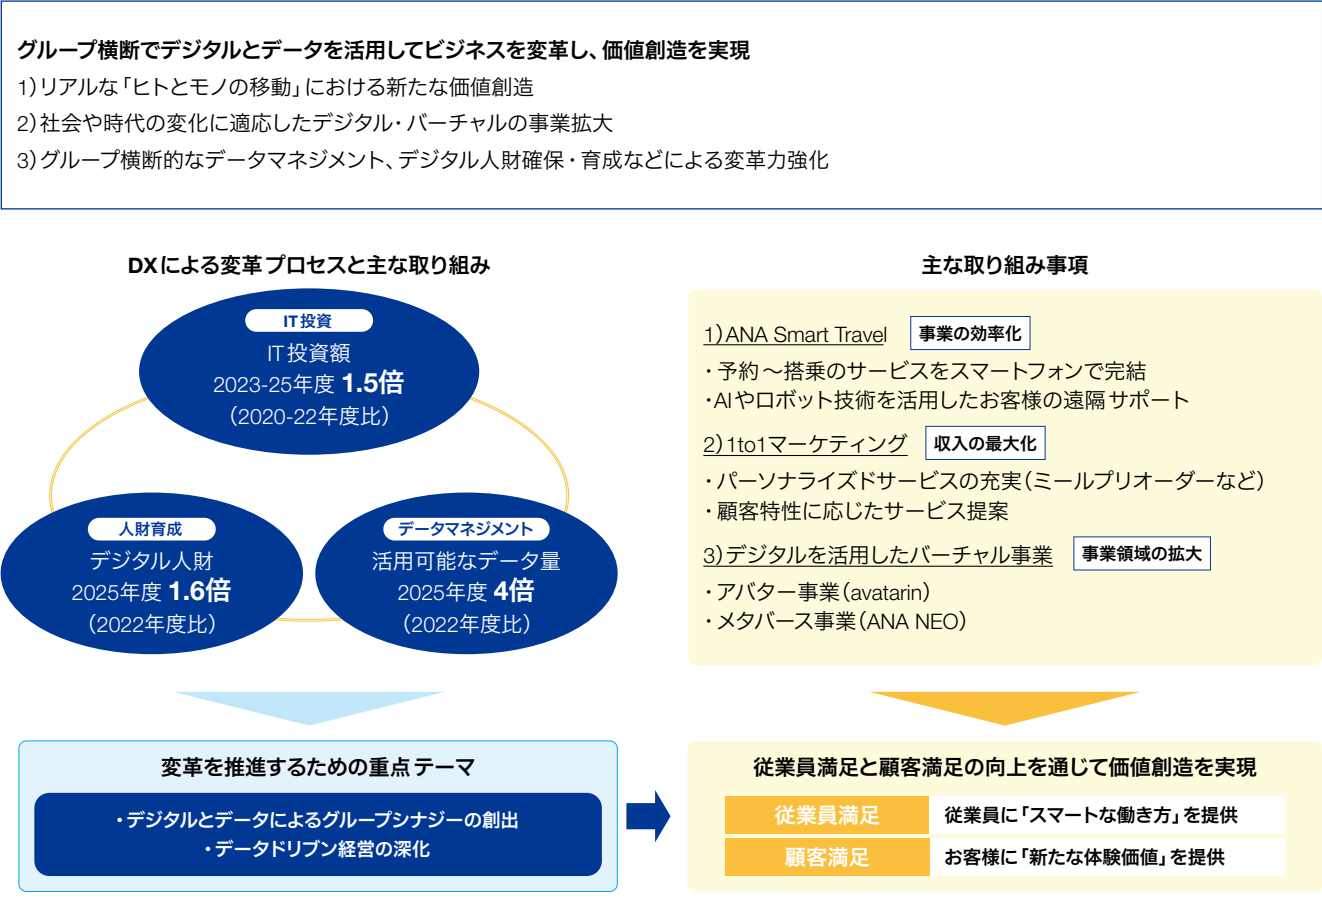 グループ横断でデジタルとデータを活用してビジネスを変革し、価値創造を実現
1)リアルな「ヒトとモノの移動」における新たな価値創造
2)社会や時代の変化に適応したデジタル・バーチャルの事業拡大
3)グループ横断的なデータマネジメント、デジタル人財確保・育成などによる変革力強化
DXによる変革プロセスと主な取り組み
IT投資
IT投資額
2023-25年度 1.5倍
(2020-22年度比)
人財育成
デジタル人財
2025年度 1.6倍
(2022年度比)
データマネジメント
活用可能なデータ量
2025年度 4倍
(2022年度比)
変革を推進するための重点テーマ
・デジタルとデータによるグループシナジーの創出
・データドリブン経営の深化
主な取り組み事項
1)ANA Smart Travel 事業の効率化
・予約～搭乗のサービスをスマートフォンで完結
・AIやロボット技術を活用したお客様の遠隔サポート
2)1to1マーケティング 収入の最大化
・パーソナライズドサービスの充実(ミールプリオーダーなど)
・顧客特性に応じたサービス提案
3)デジタルを活用したバーチャル事業 事業領域の拡大
・アバター事業(avatarin)
・メタバース事業(ANA NEO)
従業員満足と顧客満足の向上を通じて価値創造を実現
従業員満足 従業員に「スマートな働き方」を提供
顧客満足 お客様に「新たな体験価値」を提供